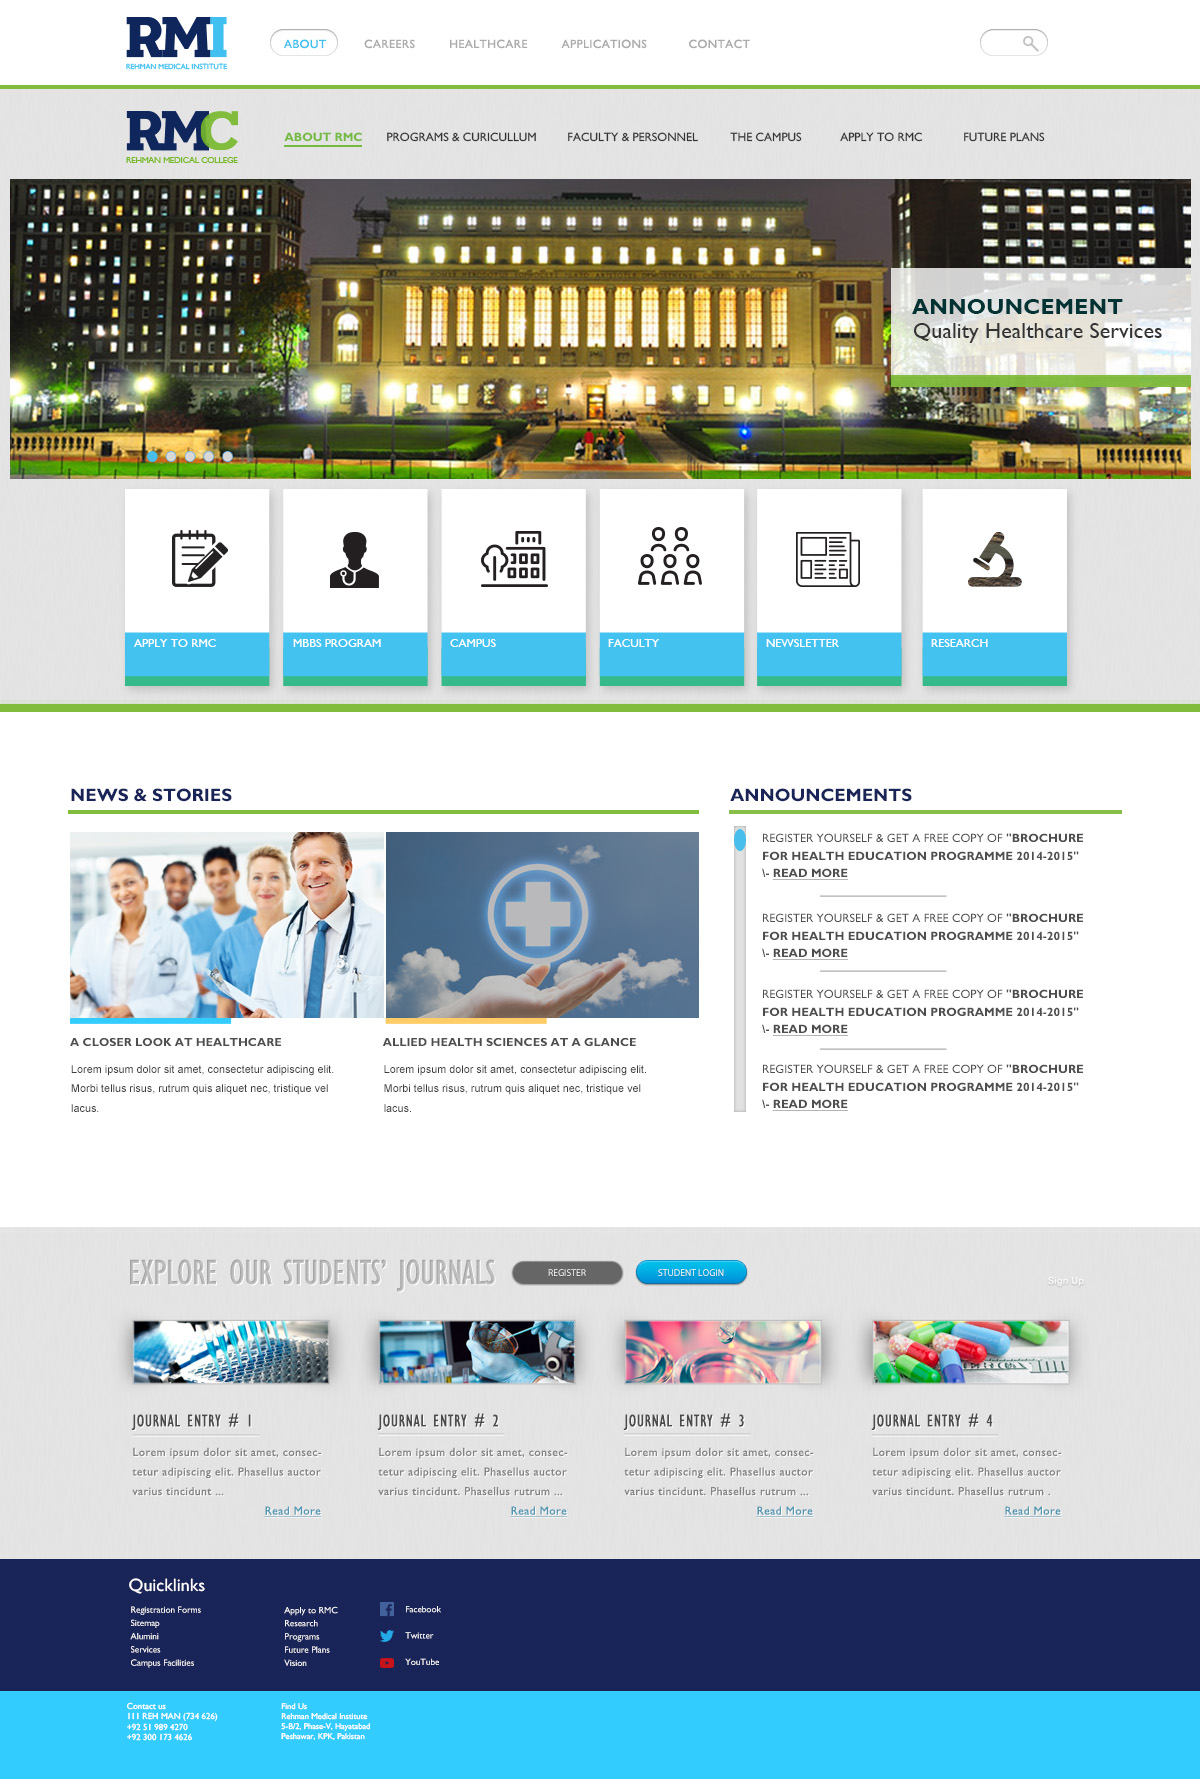 RMI
REHMAN MEDICAL INSTITUTE
ABOUT CAREERS HEALTHCARE APPLICATIONS CONTACT
RMC
REHMAN MEDICAL COLLEGE
ABOUT RMC PROGRAMS & CURICULLUM FACULTY & PERSONNEL THE CAMPUS APPLY TO RMC FUTURE PLANS
ANNOUNCEMENT
Quality Healthcare Services
APPLY TO RMC MBBS PROGRAM CAMPUS FACULTY NEWSLETTER RESEARCH
NEWS & STORIES
A CLOSER LOOK AT HEALTHCARE
Lorem ipsum dolor sit amet, consectetur adipiscing elit.
Morbi tellus risus, rutrum quis aliquet nec, tristique vel
lacus.
ALLIED HEALTH SCIENCES AT A GLANCE
Lorem ipsum dolor sit amet, consectetur adipiscing elit.
Morbi tellus risus, rutrum quis aliquet nec, tristique vel
lacus.
ANNOUNCEMENTS
REGISTER YOURSELF & GET A FREE COPY OF "BROCHURE
FOR HEALTH EDUCATION PROGRAMME 2014-2015"
\- READ MORE
REGISTER YOURSELF & GET A FREE COPY OF "BROCHURE
FOR HEALTH EDUCATION PROGRAMME 2014-2015"
\- READ MORE
REGISTER YOURSELF & GET A FREE COPY OF "BROCHURE
FOR HEALTH EDUCATION PROGRAMME 2014-2015"
\- READ MORE
REGISTER YOURSELF & GET A FREE COPY OF "BROCHURE
FOR HEALTH EDUCATION PROGRAMME 2014-2015"
\- READ MORE
EXPLORE OUR STUDENTS' JOURNALS REGISTER STUDENT LOGIN
Sign Up
JOURNAL ENTRY # 1
Lorem ipsum dolor sit amet, consec-
tetur adipiscing elit. Phasellus auctor
varius tincidunt ...
Read More
JOURNAL ENTRY # 2
Lorem ipsum dolor sit amet, consec-
tetur adipiscing elit. Phasellus auctor
varius tincidunt. Phasellus rutrum ...
Read More
JOURNAL ENTRY # 3
Lorem ipsum dolor sit amet, consec-
tetur adipiscing elit. Phasellus auctor
varius tincidunt. Phasellus rutrum ...
Read More
JOURNAL ENTRY # 4
Lorem ipsum dolor sit amet, consec-
tetur adipiscing elit. Phasellus auctor
varius tincidunt. Phasellus rutrum .
Read More
Quicklinks
Registration Forms
Sitemap
Alumini
Services
Campus Facilities
Apply to RMC
Research
Programs
Future Plans
Vision
Facebook
Twitter
YouTube
Contact us
111 REH MAN (734 626)
+92 51 989 4270
+92 300 173 4626
Find Us
Rehman Medical Institute
5-B/2, Phase-V, Hayatabad
Peshawar, KPK, Pakistan